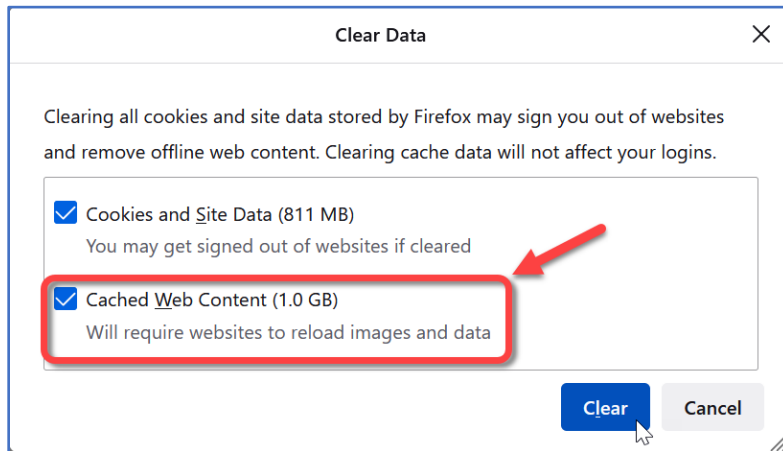 Clear Data
Clearing all cookies and site data stored by Firefox may sign you out of websites
and remove offline web content. Clearing cache data will not affect your logins.
Cookies and Site Data (811 MB)
You may get signed out of websites if cleared
Cached Web Content (1.0 GB)
Will require websites to reload images and data
Clear
Cancel